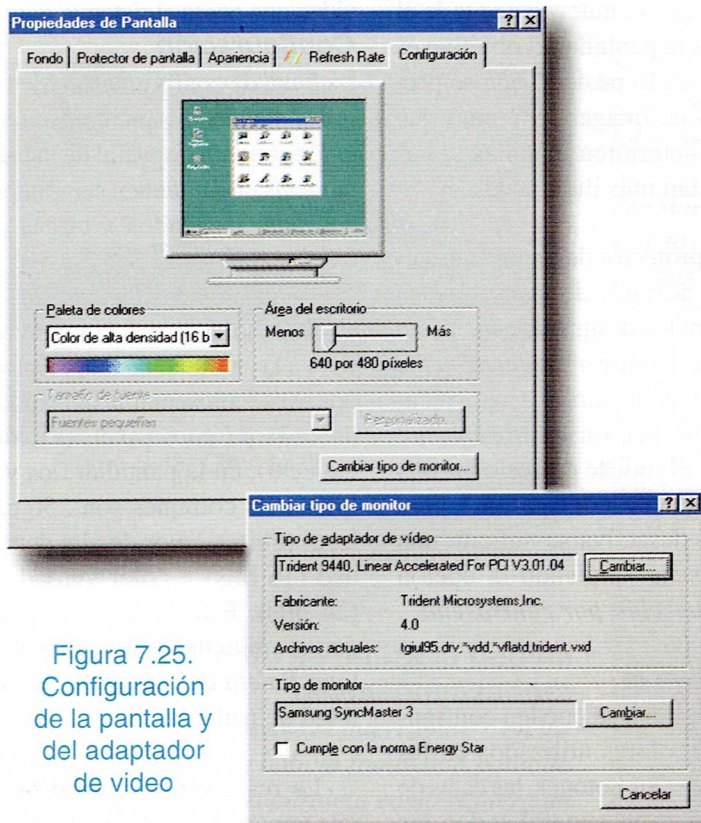 Propiedades de Pantalla
Fondo
Protector de pantalla
Apariencia
Refresh Rate
Configuración
Paleta de colores
Color de alta densidad (16 b
Área del escritorio
Menos
Más
640 por 480 píxeles
Tamaño de fuente
Fuentes pequeñas
Personalizado...
Cambiar tipo de monitor...
Cambiar tipo de monitor
Tipo de adaptador de vídeo
Trident 9440, Linear Accelerated For PCI V3.01.04
Cambiar...
Fabricante: Trident Microsystems,Inc.
Versión: 4.0
Archivos actuales: tgiul95.drv,*vdd,*vflatd,trident.vxd
Tipo de monitor
Samsung SyncMaster 3
Cambiar...
Cumple con la norma Energy Star
Cancelar
Figura 7.25.
Configuración
de la pantalla y
del adaptador
de video